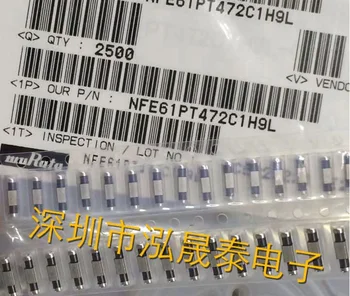 NFE61PT472C1H9L
<Q> QTY : 2500
<V> VENDO
<1P> OUR P/N : NFE61PT472C1H9L
<1T> INSPECTION / LOT NO
muRata
深圳市泓晟泰电子